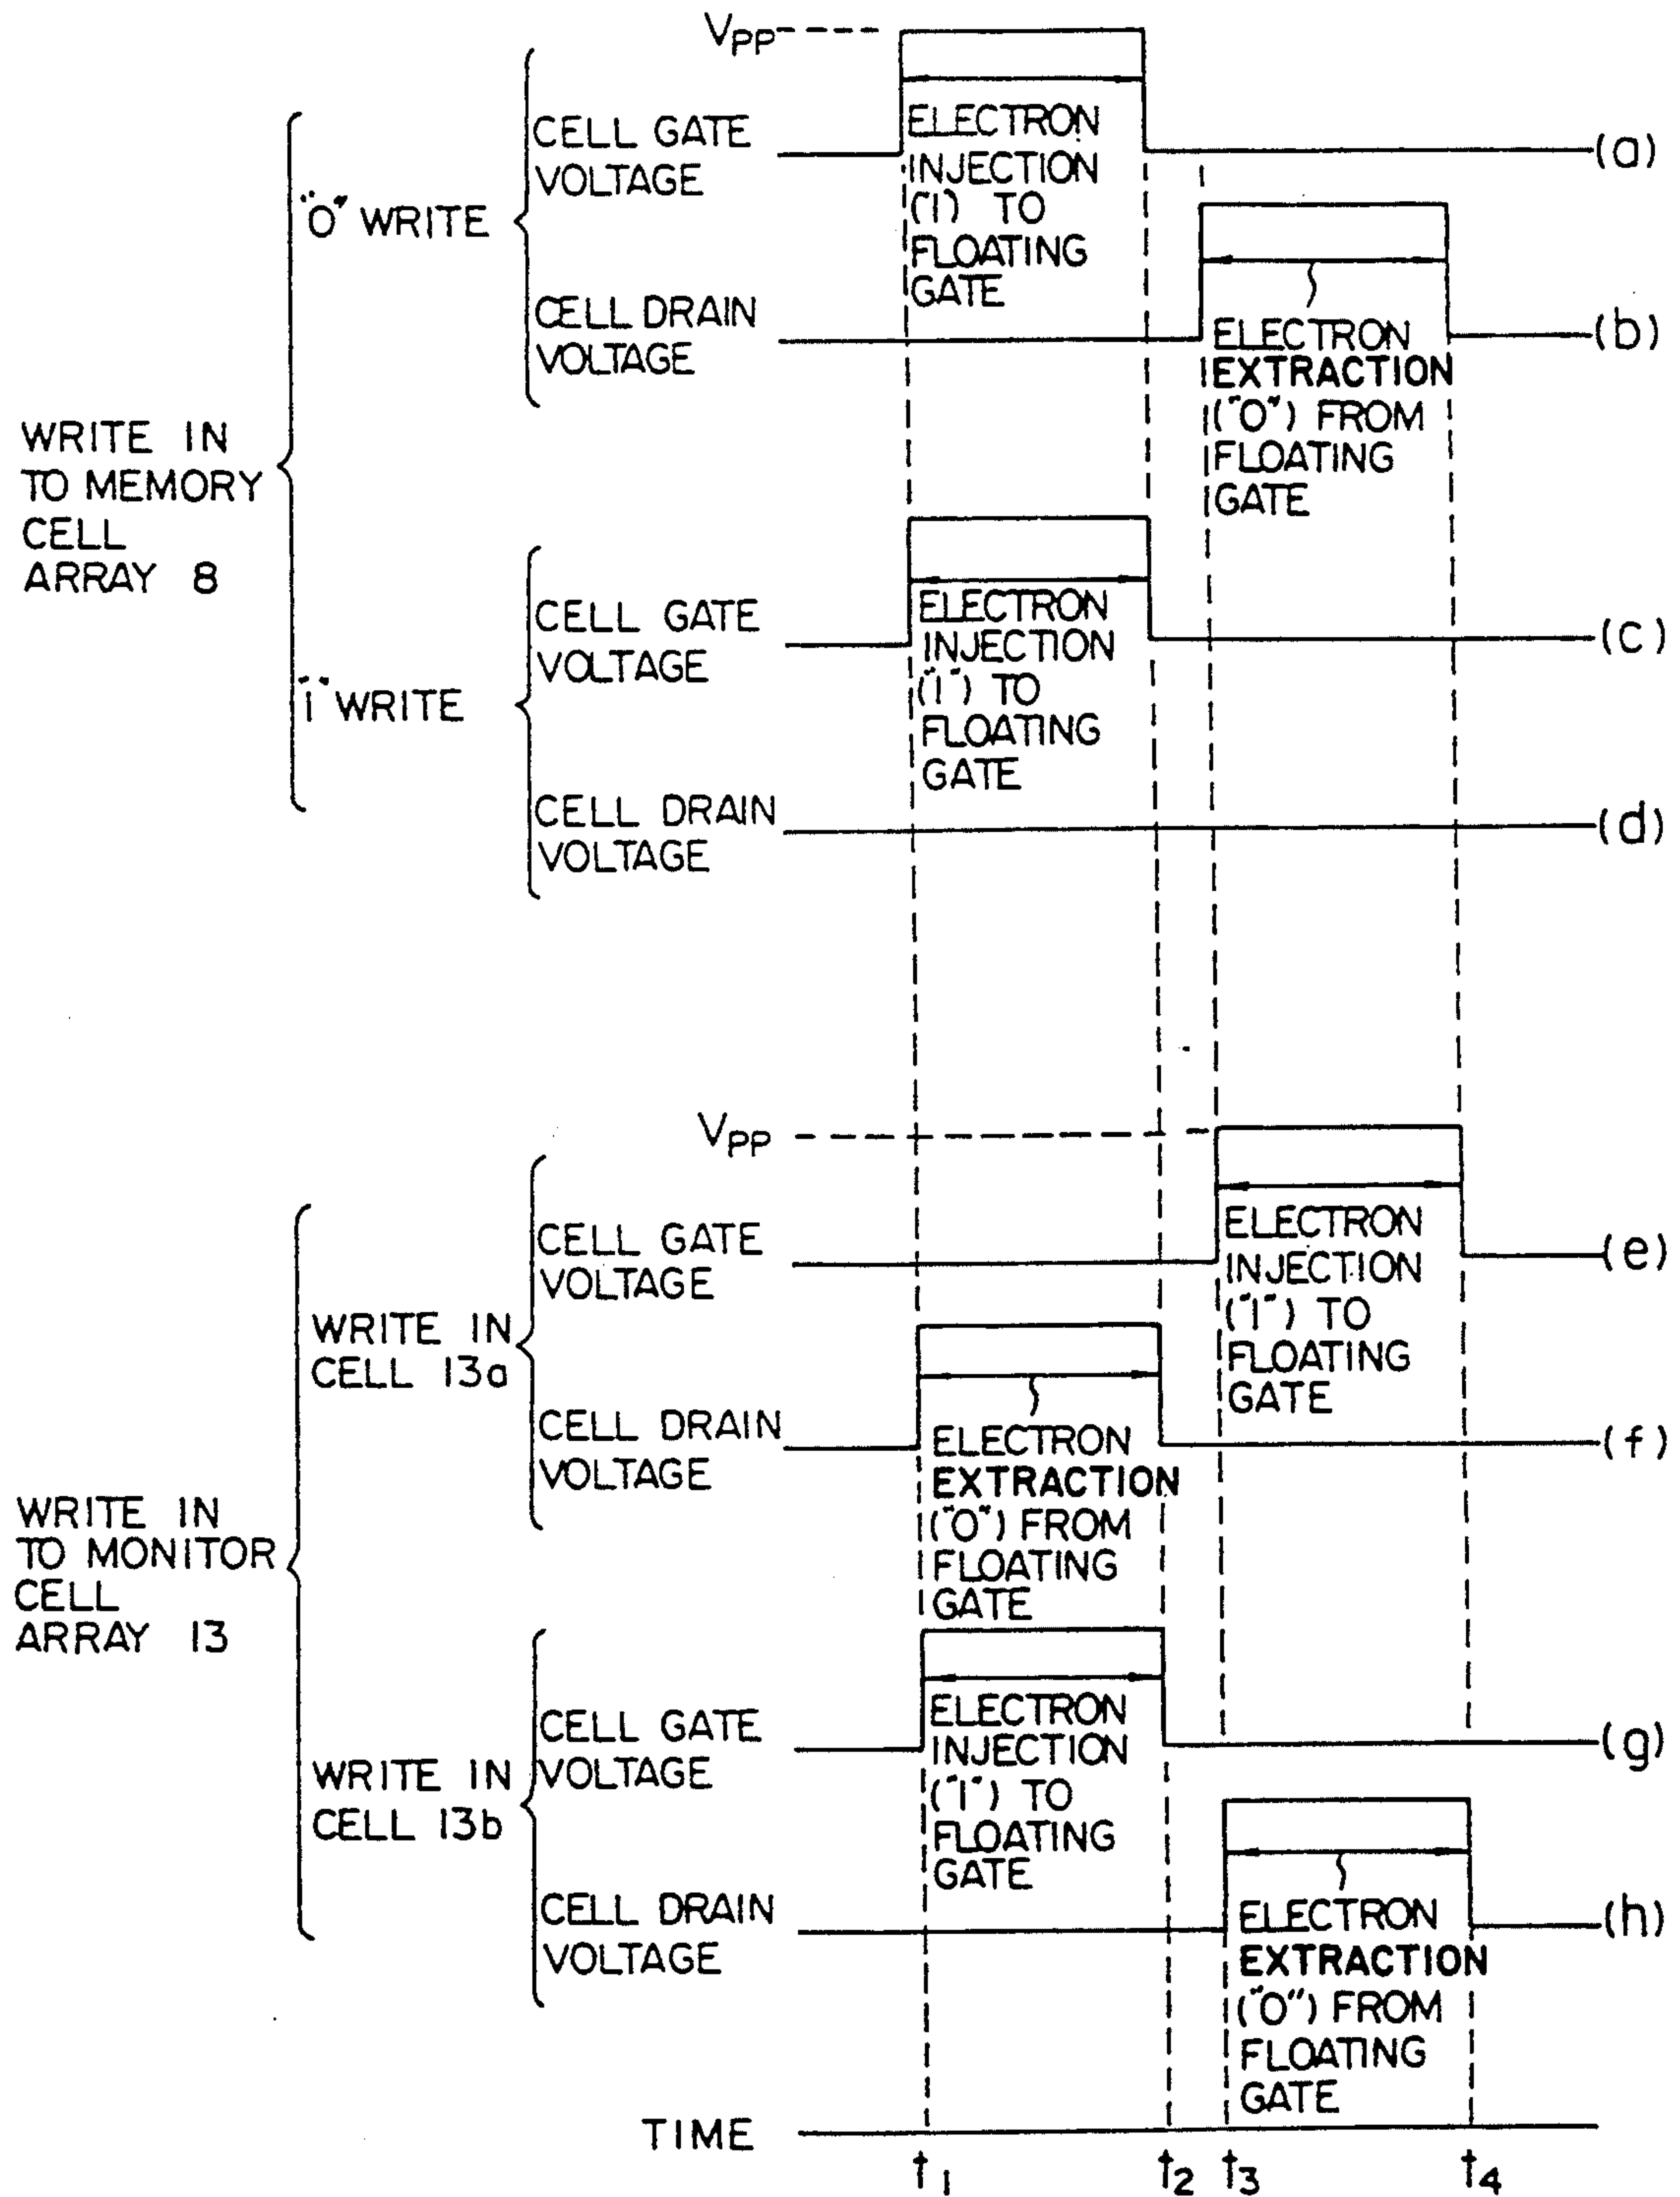 VPP
CELL GATE
VOLTAGE
ELECTRON
INJECTION
("1") TO
FLOATING
GATE
(a)
"0" WRITE
CELL DRAIN
VOLTAGE
ELECTRON
EXTRACTION
("0") FROM
FLOATING
GATE
(b)
WRITE IN
TO MEMORY
CELL
ARRAY 8
CELL GATE
VOLTAGE
ELECTRON
INJECTION
("1") TO
FLOATING
GATE
(c)
"1" WRITE
CELL DRAIN
VOLTAGE
(d)
VPP
CELL GATE
VOLTAGE
ELECTRON
INJECTION
("1") TO
FLOATING
GATE
(e)
WRITE IN
CELL 13a
CELL DRAIN
VOLTAGE
ELECTRON
EXTRACTION
("0") FROM
FLOATING
GATE
(f)
WRITE IN
TO MONITOR
CELL
ARRAY 13
CELL GATE
VOLTAGE
ELECTRON
INJECTION
("1") TO
FLOATING
GATE
(g)
WRITE IN
CELL 13b
CELL DRAIN
VOLTAGE
ELECTRON
EXTRACTION
("0") FROM
FLOATING
GATE
(h)
TIME
t1 t2 t3 t4